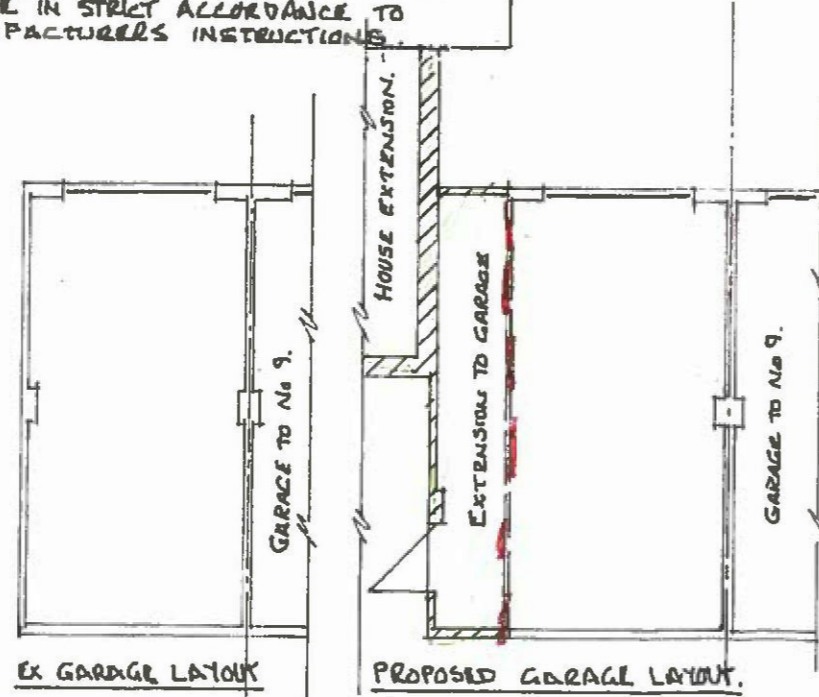 IN STRICT ACCORDANCE TO
INSTRUCTIONS
HOUSE EXTENSION.
GARAGE TO No 9.
EXTENSION TO GARAGE
GARAGE TO No 9.
EX GARAGE LAYOUT
PROPOSED GARAGE LAYOUT.